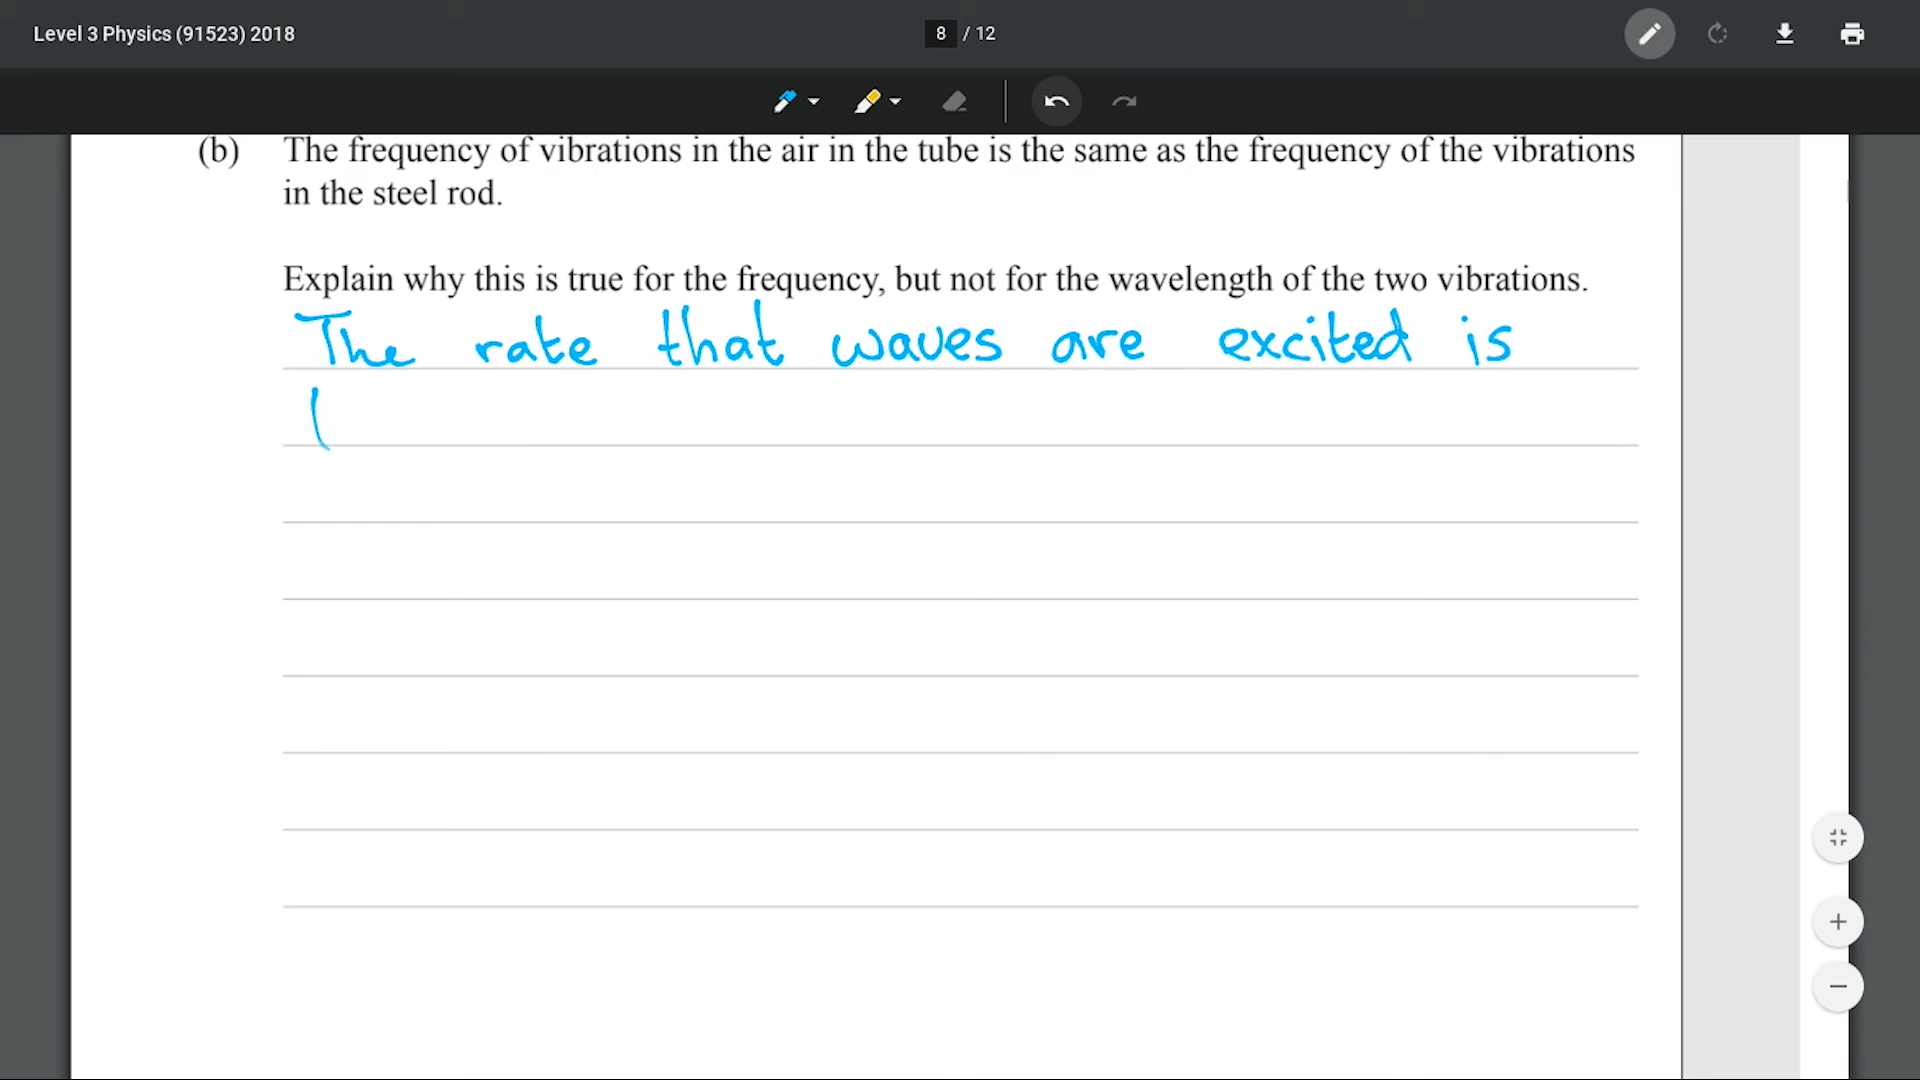 Level 3 Physics (91523) 2018
8 / 12
(b) The frequency of vibrations in the air in the tube is the same as the frequency of the vibrations
in the steel rod.
Explain why this is true for the frequency, but not for the wavelength of the two vibrations.
The rate that waves are excited is